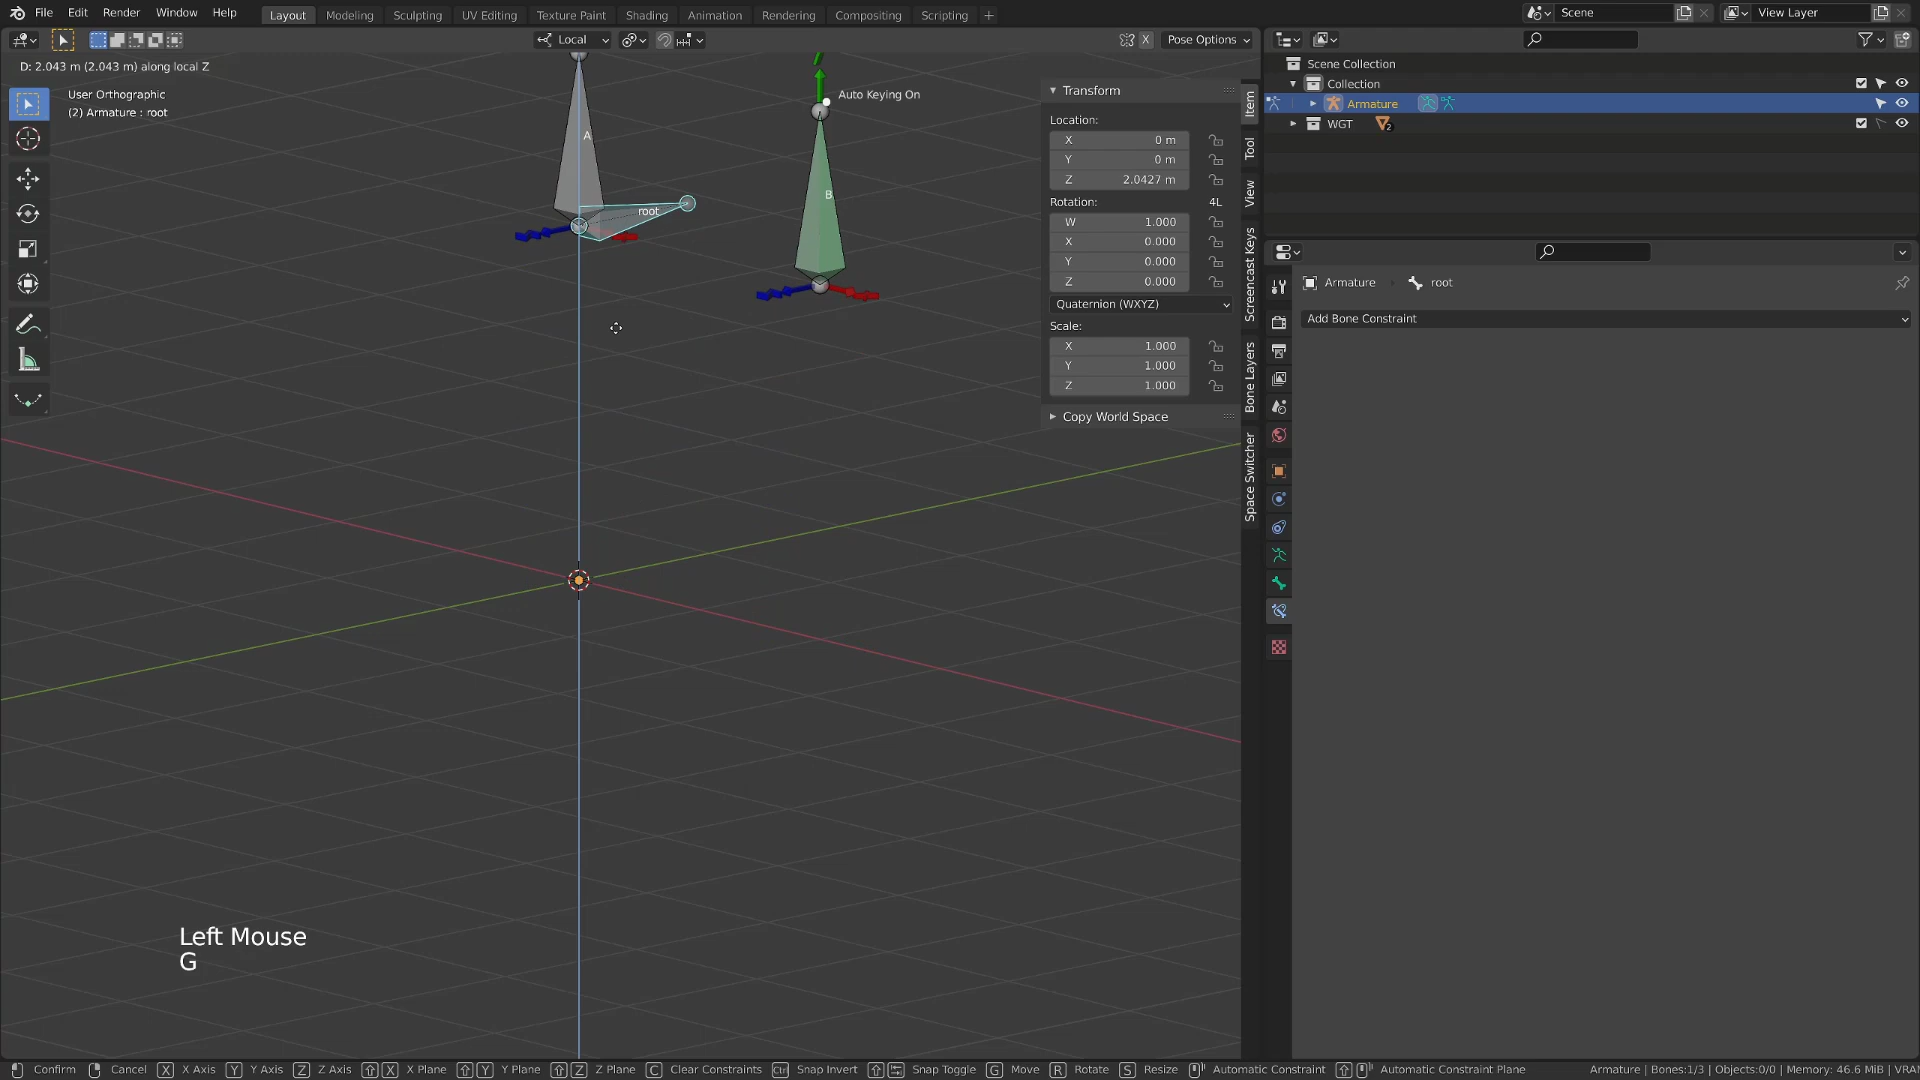 File Edit Render Window Help Layout Modeling Sculpting UV Editing Texture Paint Shading Animation Rendering Compositing Scripting + Scene View Layer
Local X Pose Options
D: 2.043 m (2.043 m) along local Z
User Orthographic
(2) Armature : root
Auto Keying On
A
B
root
Transform
Location:
X 0 m
Y 0 m
Z 2.0427 m
Rotation: 4L
W 1.000
X 0.000
Y 0.000
Z 0.000
Quaternion (WXYZ)
Scale:
X 1.000
Y 1.000
Z 1.000
Copy World Space
Item
Tool
View
Screencast Keys
Bone Layers
Space Switcher
Scene Collection
Collection
Armature
WGT 2
Armature root
Add Bone Constraint
Left Mouse
G
Confirm Cancel X X Axis Y Y Axis Z Z Axis X X Plane Y Y Plane Z Z Plane C Clear Constraints Ctrl Snap Invert Snap Toggle G Move R Rotate S Resize Automatic Constraint Automatic Constraint Plane Armature | Bones:1/3 | Objects:0/0 | Memory: 46.6 MiB | VRA